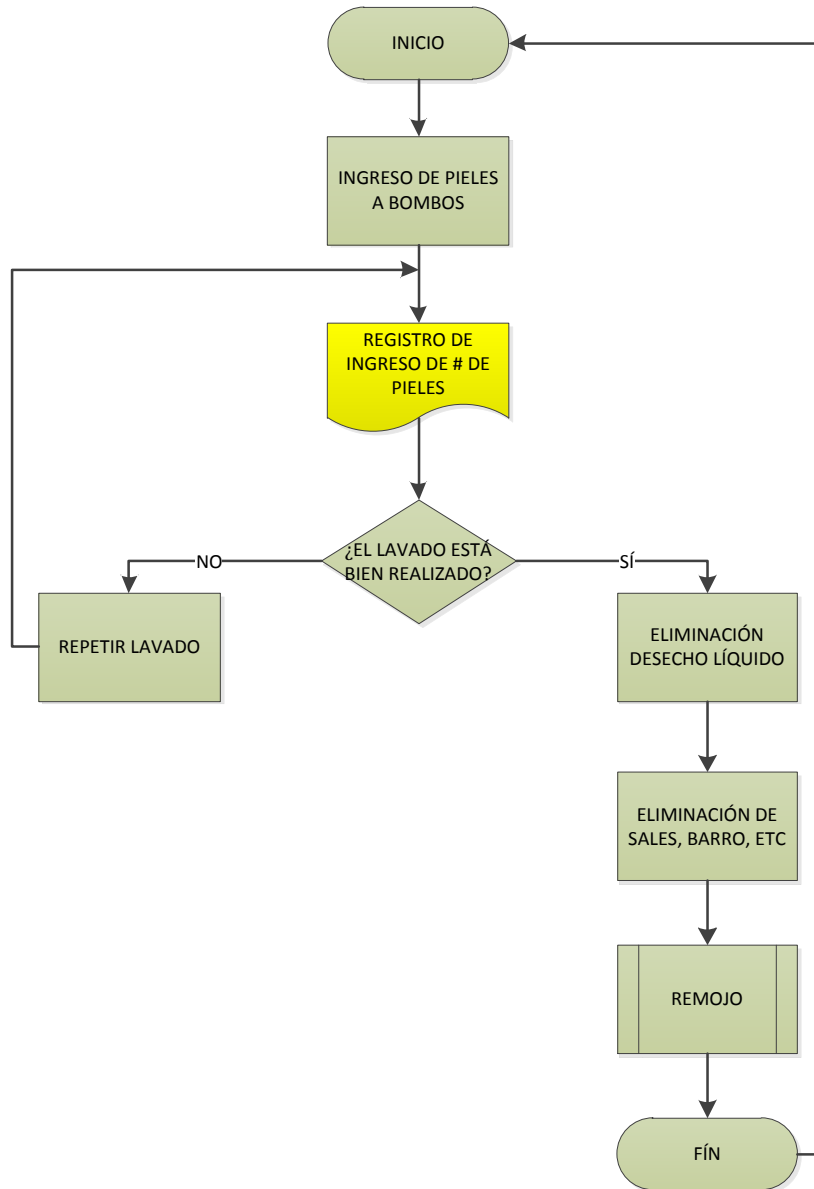 INICIO
INGRESO DE PIELES
A BOMBOS
REGISTRO DE
INGRESO DE # DE
PIELES
¿EL LAVADO ESTÁ
BIEN REALIZADO?
NO
SÍ
REPETIR LAVADO
ELIMINACIÓN
DESECHO LÍQUIDO
ELIMINACIÓN DE
SALES, BARRO, ETC
REMOJO
FÍN